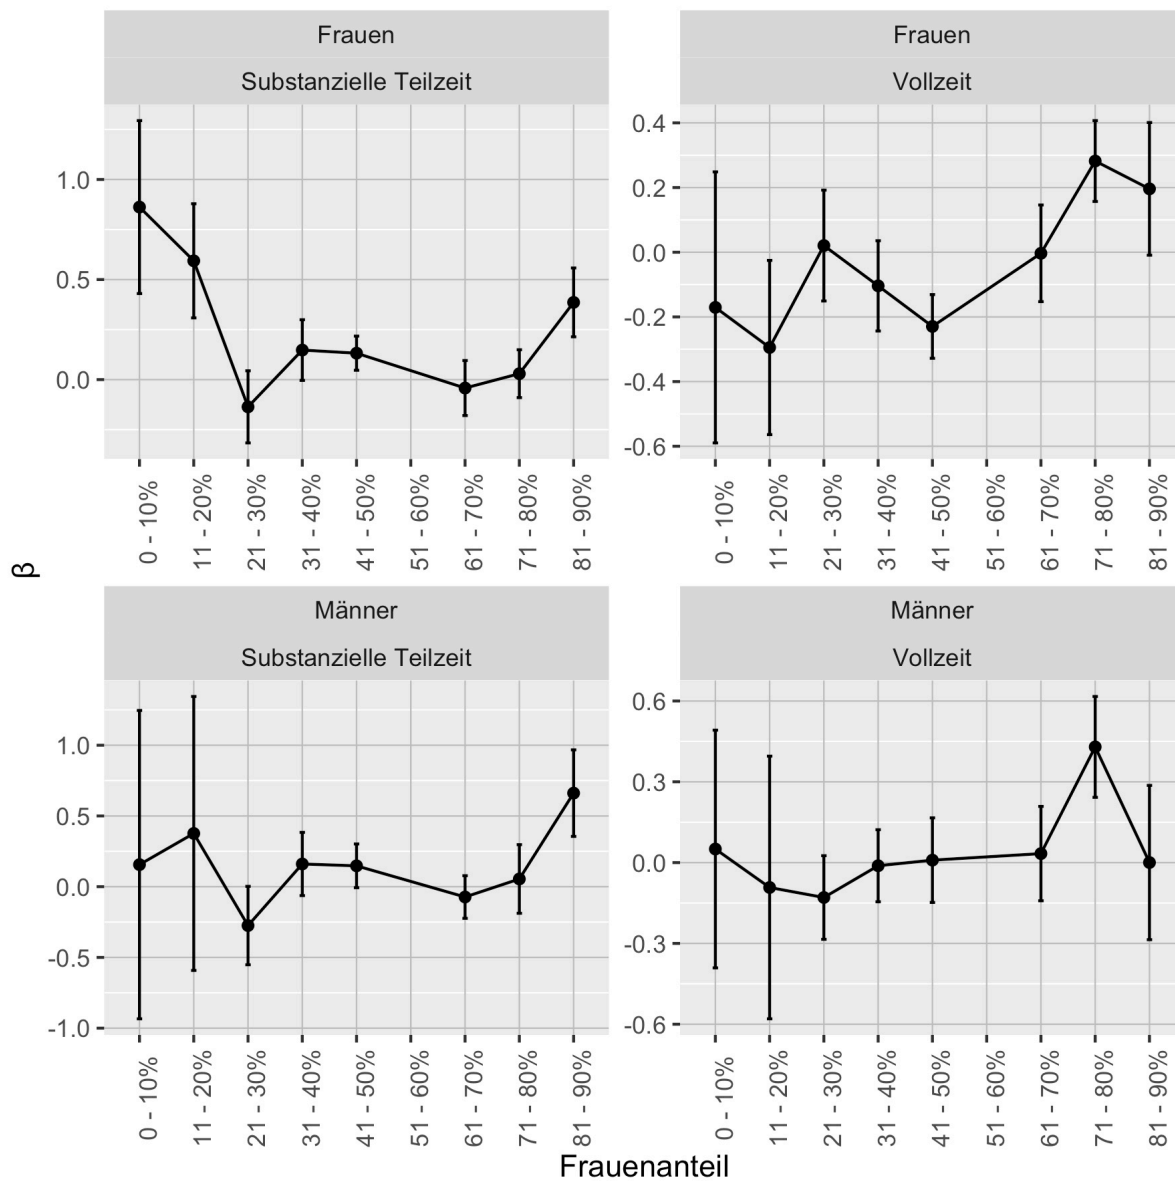 Frauen
Substanzielle Teilzeit
1.0
0.5
0.0
0 - 10%
11 - 20%
21 - 30%
31 - 40%
41 - 50%
51 - 60%
61 - 70%
71 - 80%
81 - 90%
Frauen
Vollzeit
0.4
0.2
0.0
-0.2
-0.4
-0.6
0 - 10%
11 - 20%
21 - 30%
31 - 40%
41 - 50%
51 - 60%
61 - 70%
71 - 80%
81 - 90%
β
Männer
Substanzielle Teilzeit
1.0
0.5
0.0
-0.5
-1.0
0 - 10%
11 - 20%
21 - 30%
31 - 40%
41 - 50%
51 - 60%
61 - 70%
71 - 80%
81 - 90%
Männer
Vollzeit
0.6
0.3
0.0
-0.3
-0.6
0 - 10%
11 - 20%
21 - 30%
31 - 40%
41 - 50%
51 - 60%
61 - 70%
71 - 80%
81 - 90%
Frauenanteil